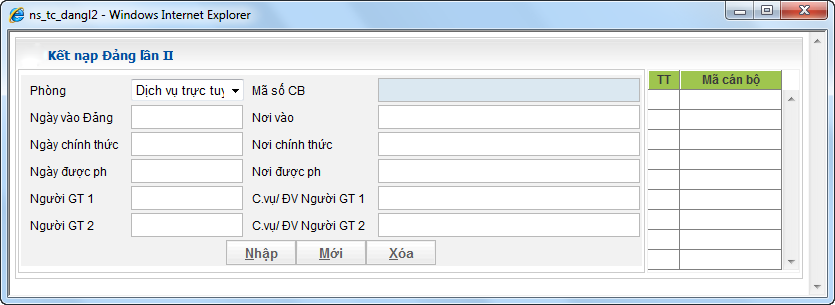 ns_tc_dangl2 - Windows Internet Explorer
Kết nạp Đảng lần II
Phòng Dịch vụ trực tuy Mã số CB
Ngày vào Đảng Nơi vào
Ngày chính thức Nơi chính thức
Ngày được ph Nơi được ph
Người GT 1 C.vụ/ ĐV Người GT 1
Người GT 2 C.vụ/ ĐV Người GT 2
Nhập Mới Xóa
TT Mã cán bộ